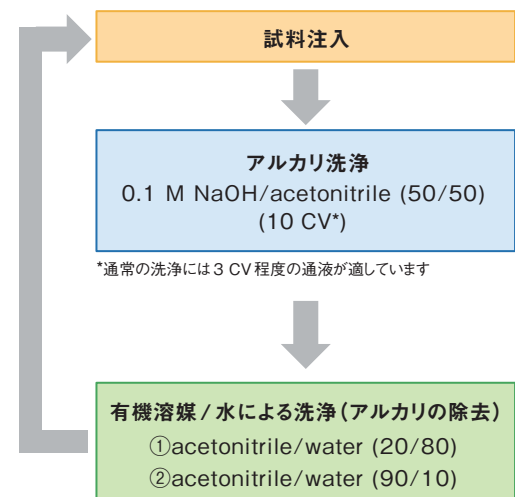 試料注入
アルカリ洗浄
0.1 M NaOH/acetonitrile (50/50)
(10 CV*)
*通常の洗浄には3 CV程度の通液が適しています
有機溶媒/水による洗浄(アルカリの除去)
①acetonitrile/water (20/80)
②acetonitrile/water (90/10)